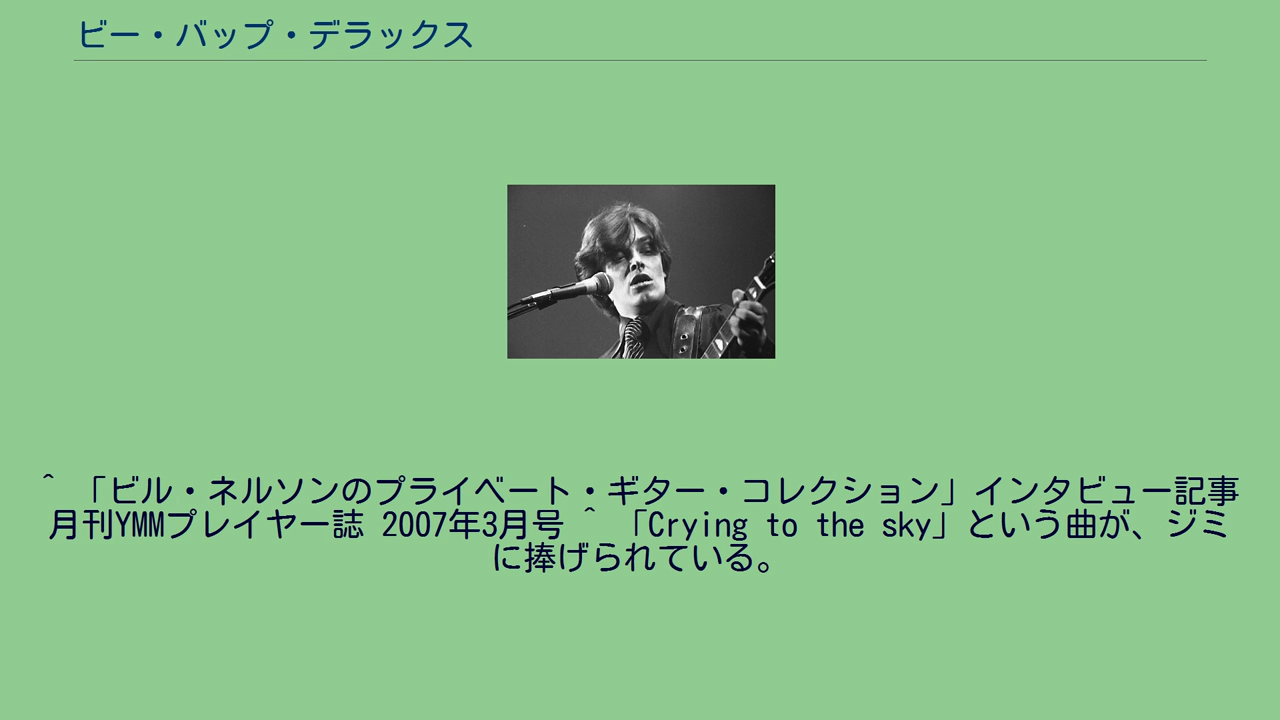 ビー・バップ・デラックス
^ 「ビル・ネルソンのプライベート・ギター・コレクション」インタビュー記事
月刊YMMプレイヤー誌 2007年3月号 ^ 「Crying to the sky」という曲が、ジミ
に捧げられている。